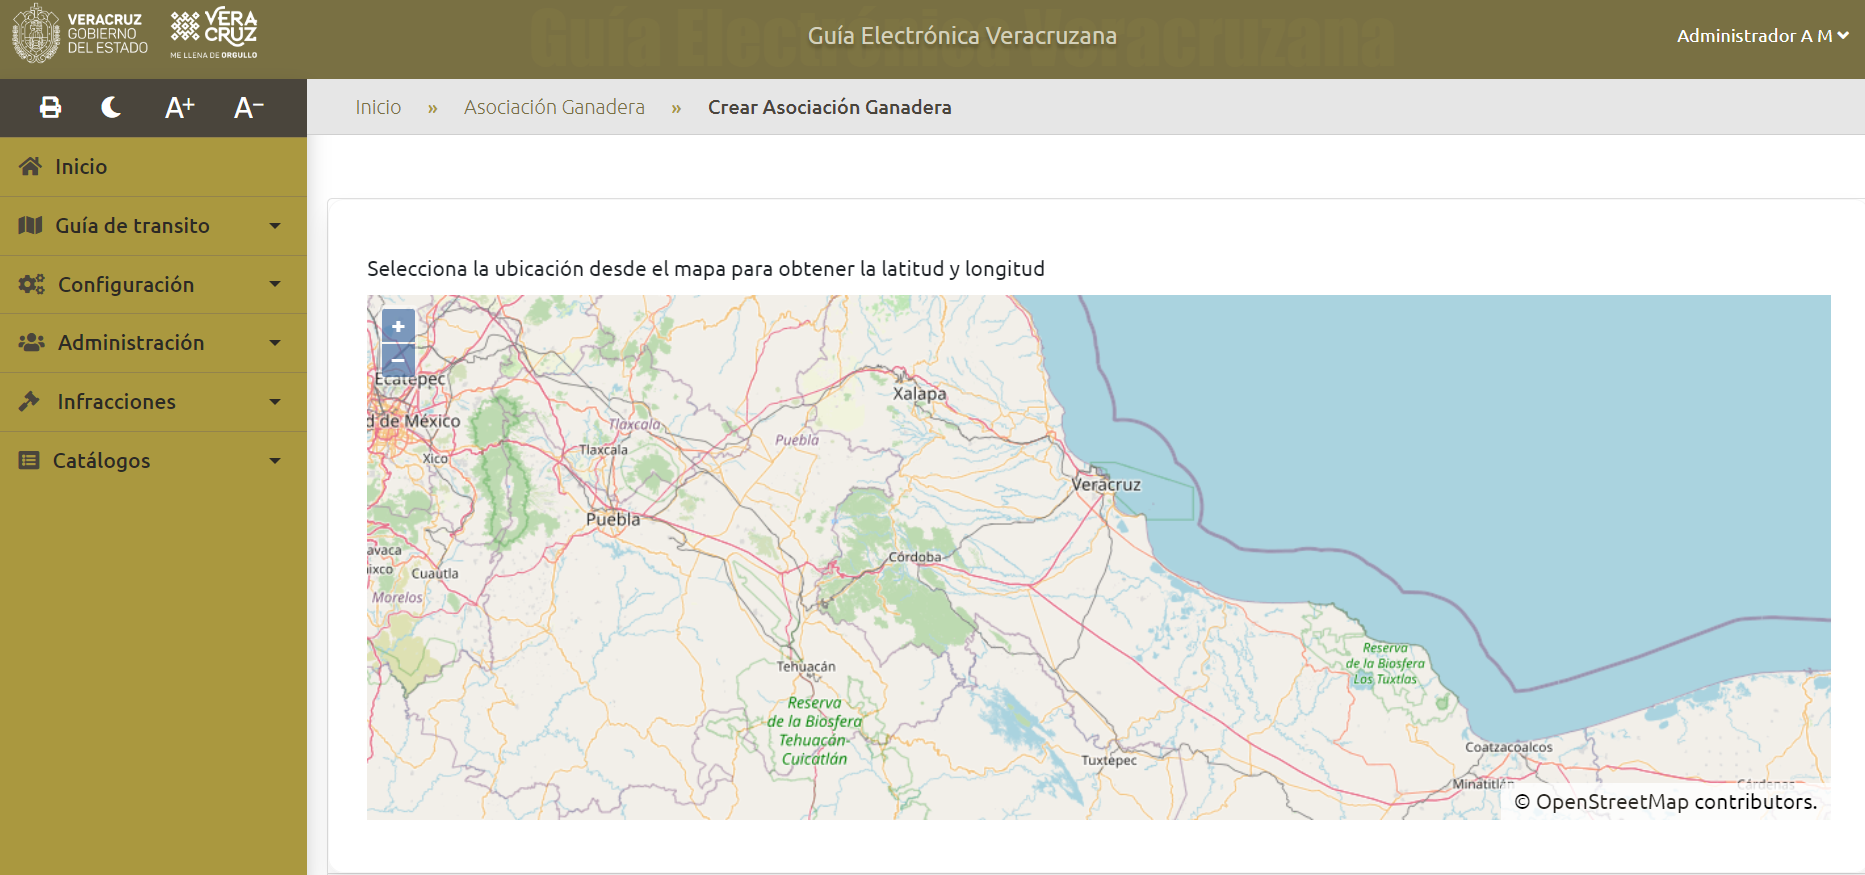 VERACRUZ
GOBIERNO
DEL ESTADO
VERA
CRUZ
ME LLENA DE ORGULLO
Guía Electrónica Veracruzana
Administrador A M
A+
A−
Inicio » Asociación Ganadera » Crear Asociación Ganadera
Inicio
Guía de transito
Configuración
Administración
Infracciones
Catálogos
Selecciona la ubicación desde el mapa para obtener la latitud y longitud
+
−
Ecatepec
Xalapa
d de México
Tlaxcala
Puebla
Tlaxcala
Xico
Veracruz
Puebla
avaca
Córdoba
ixco
Cuautla
Morelos
Reserva
de la Biosfera
Los Tuxtlas
Tehuacán
Reserva
de la Biosfera
Tehuacán-
Cuicatlán
Coatzacoalcos
Tuxtepec
Minatitlán
Cárdenas
© OpenStreetMap contributors.